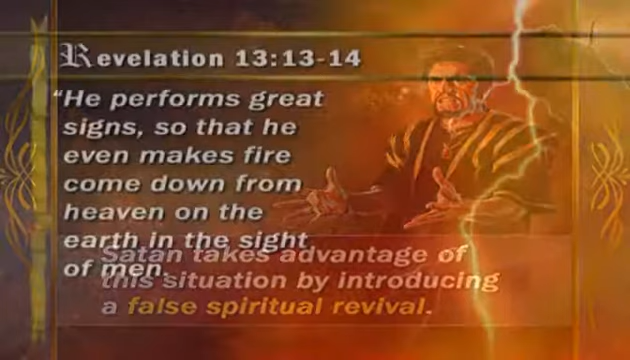 Revelation 13:13-14
“He performs great
signs, so that he
even makes fire
come down from
heaven on the
earth in the sight
of men.
Satan takes advantage of
this situation by introducing
a false spiritual revival.